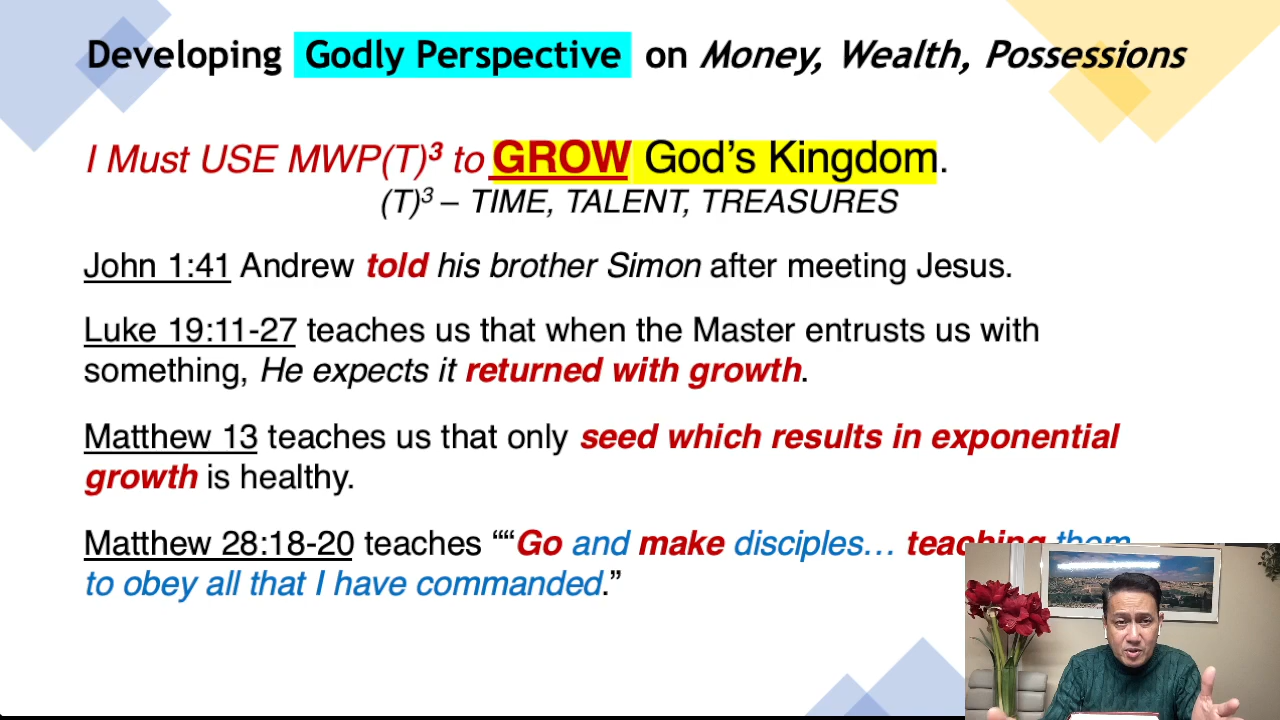 Developing Godly Perspective on Money, Wealth, Possessions
I Must USE MWP(T)³ to GROW God's Kingdom.
(T)³ – TIME, TALENT, TREASURES
John 1:41 Andrew told his brother Simon after meeting Jesus.
Luke 19:11-27 teaches us that when the Master entrusts us with
something, He expects it returned with growth.
Matthew 13 teaches us that only seed which results in exponential
growth is healthy.
Matthew 28:18-20 teaches ““Go and make disciples… teaching them
to obey all that I have commanded.”